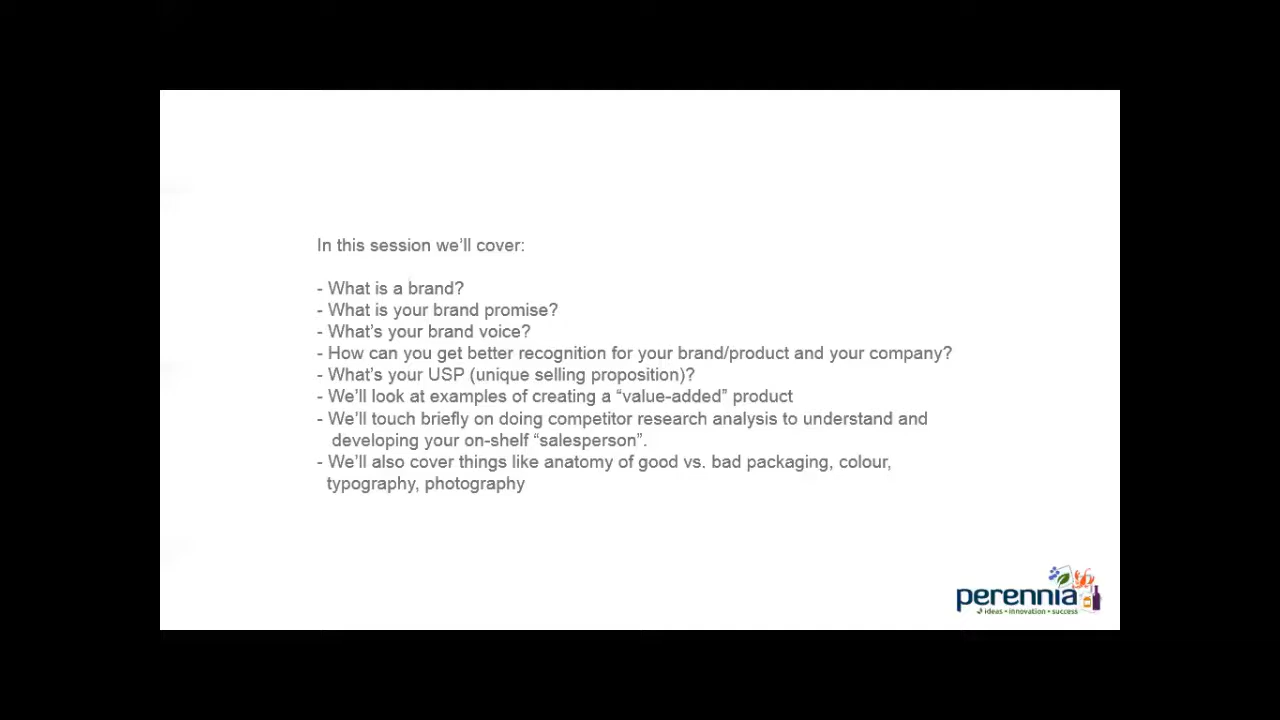 In this session we’ll cover:
- What is a brand?
- What is your brand promise?
- What’s your brand voice?
- How can you get better recognition for your brand/product and your company?
- What’s your USP (unique selling proposition)?
- We’ll look at examples of creating a “value-added” product
- We’ll touch briefly on doing competitor research analysis to understand and
developing your on-shelf “salesperson”.
- We’ll also cover things like anatomy of good vs. bad packaging, colour,
typography, photography
perennia
ideas • innovation • success